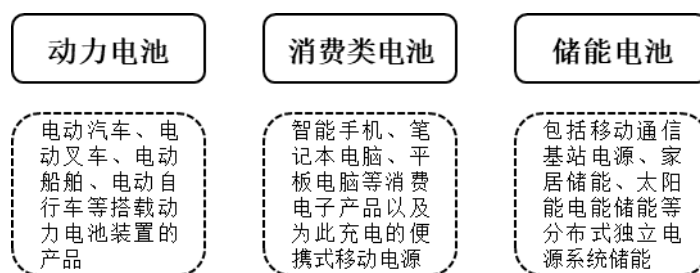 动力电池
消费类电池
储能电池
电动汽车、电
动叉车、电动
船舶、电动自
行车等搭载动
力电池装置的
产品
智能手机、笔
记本电脑、平
板电脑等消费
电子产品以及
为此充电的便
携式移动电源
包括移动通信
基站电源、家
居储能、太阳
能电能储能等
分布式独立电
源系统储能